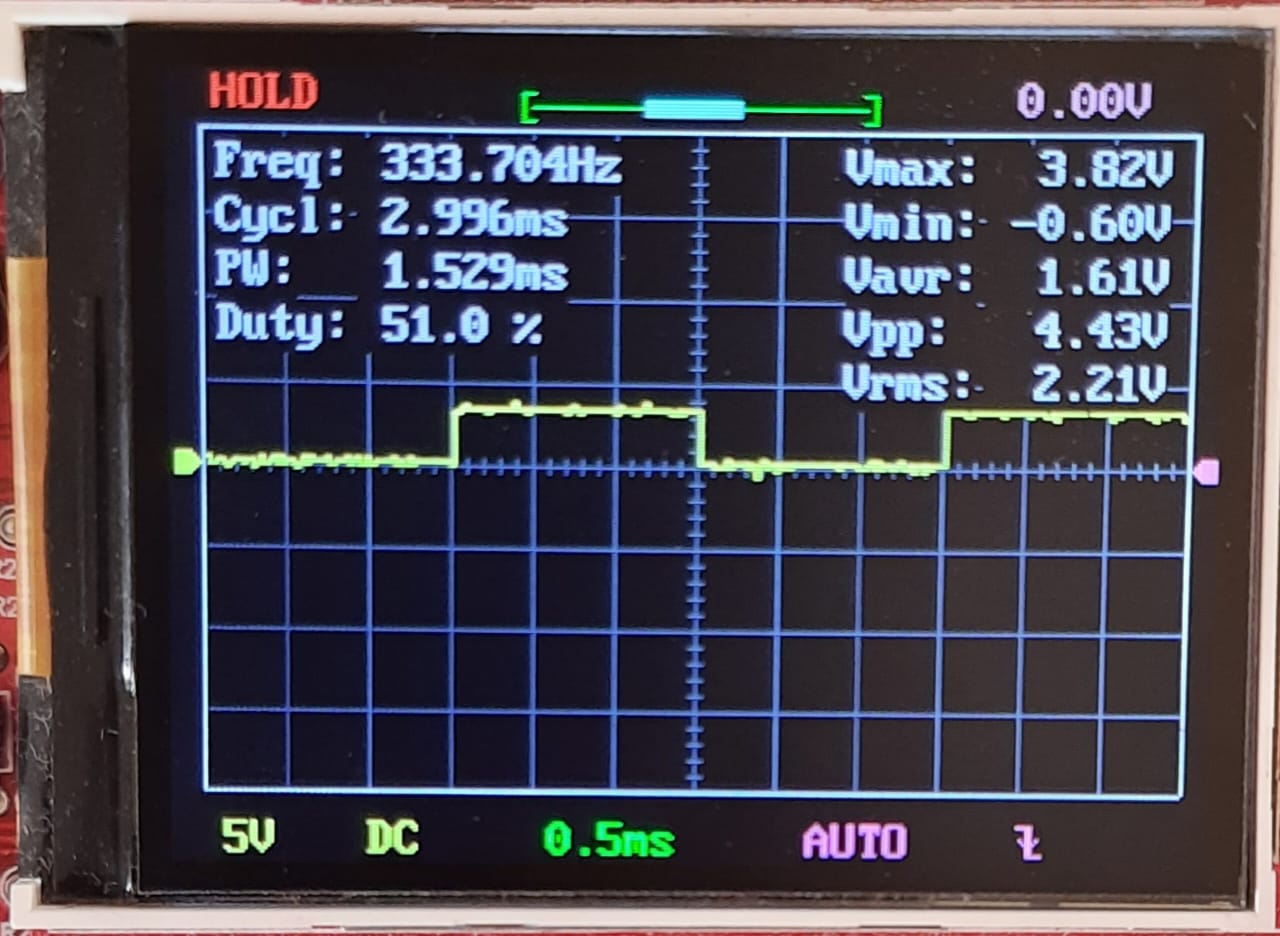 HOLD
0.00V
Freq: 333.704Hz
Vmax: 3.82V
Cycl: 2.996ms
Vmin: -0.60V
PW: 1.529ms
Vavr: 1.61V
Duty: 51.0 %
Vpp: 4.43V
Vrms: 2.21V
5V DC 0.5ms AUTO